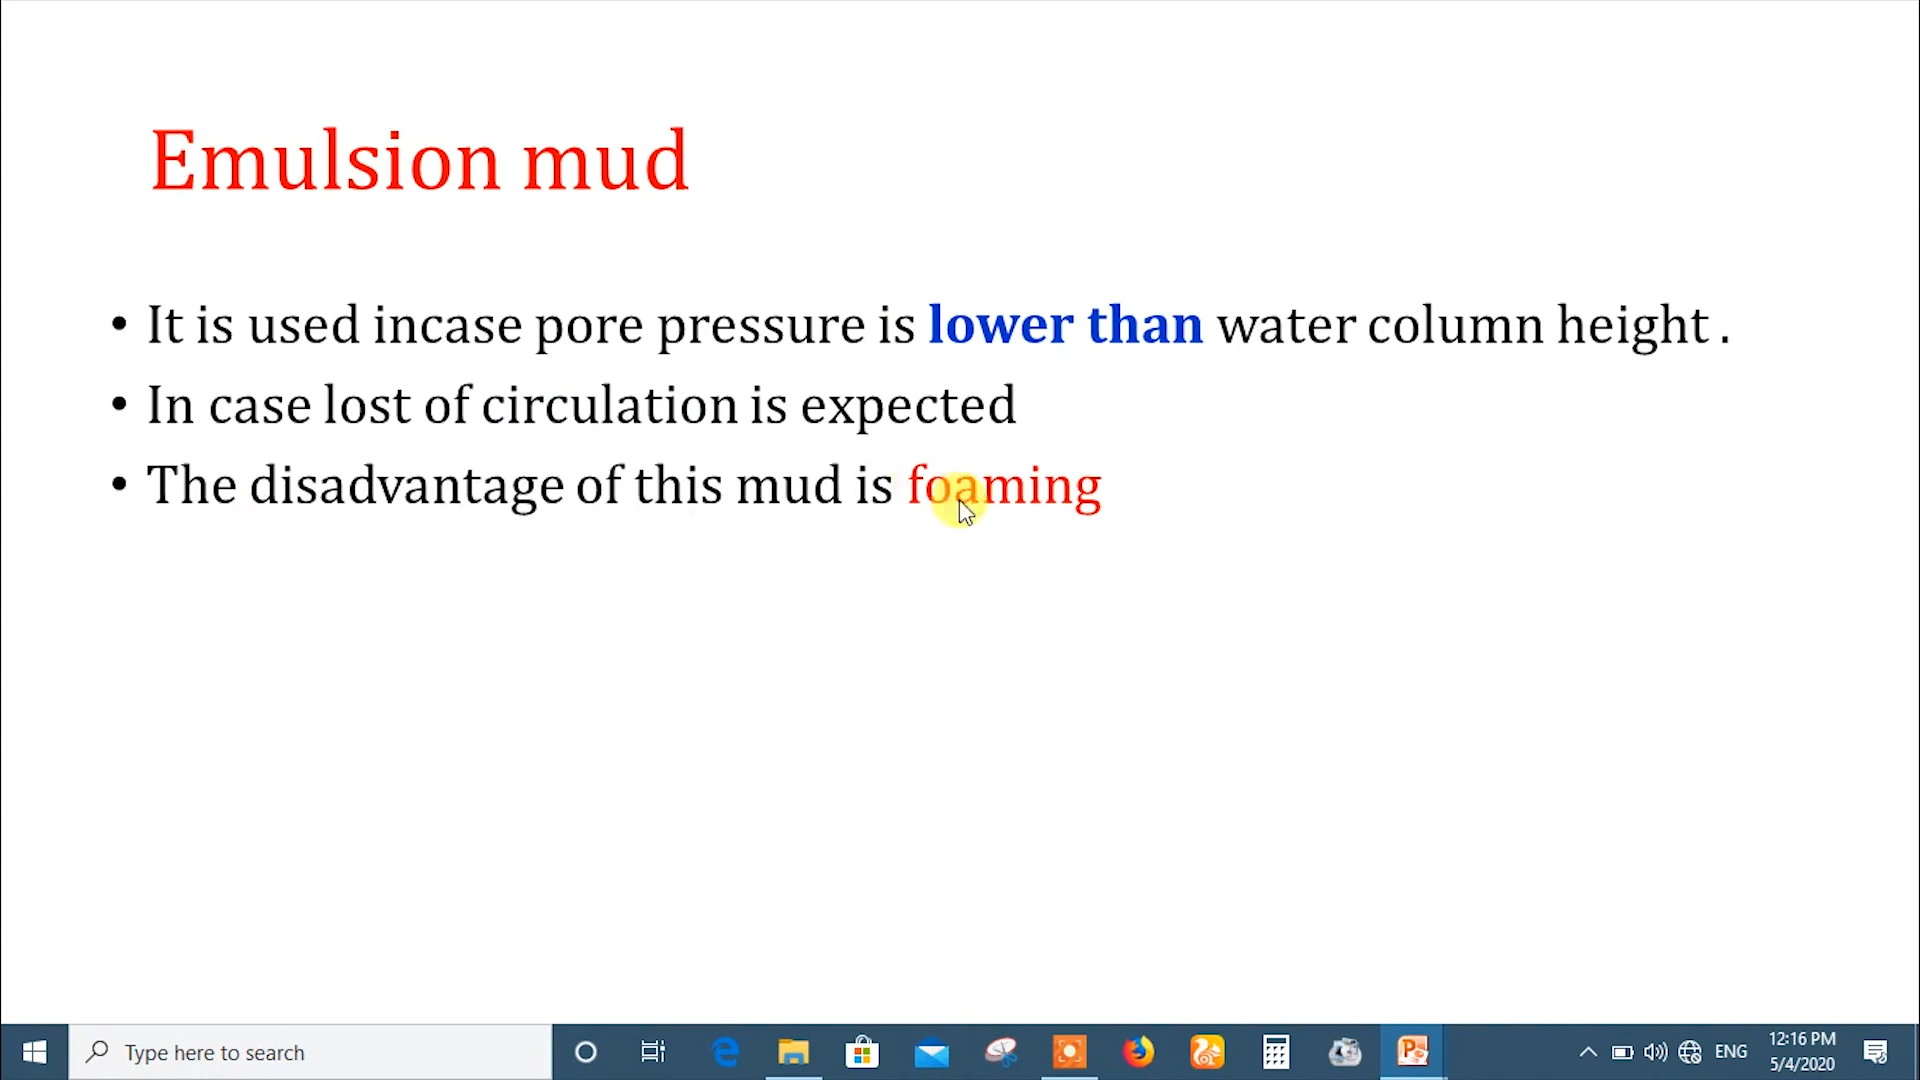 Emulsion mud
• It is used incase pore pressure is lower than water column height .
• In case lost of circulation is expected
• The disadvantage of this mud is foaming
Type here to search
ENG
12:16 PM
5/4/2020